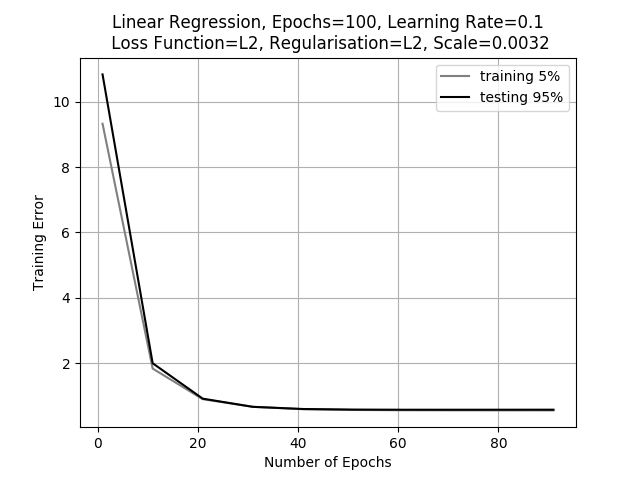 Linear Regression, Epochs=100, Learning Rate=0.1
Loss Function=L2, Regularisation=L2, Scale=0.0032
training 5%
testing 95%
Training Error
10
8
6
4
2
0 20 40 60 80
Number of Epochs